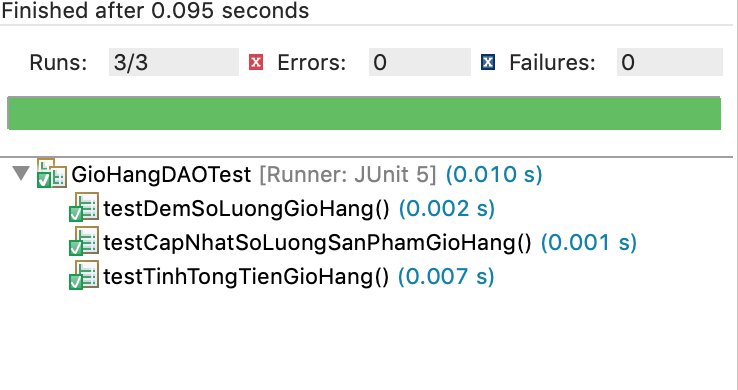 Finished after 0.095 seconds
Runs: 3/3 Errors: 0 Failures: 0
GioHangDAOTest [Runner: JUnit 5] (0.010 s)
testDemSoLuongGioHang() (0.002 s)
testCapNhatSoLuongSanPhamGioHang() (0.001 s)
testTinhTongTienGioHang() (0.007 s)